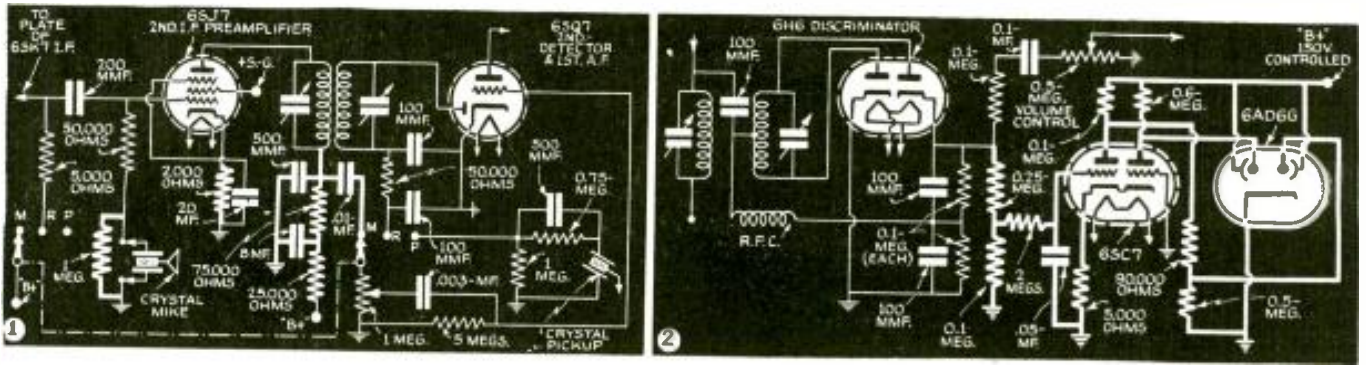 TO
PLATE
OF
6SK7 I.F.
6SJ7
2ND. I.F. PREAMPLIFIER
+S.-G.
200
MMF.
50,000
OHMS
5,000
OHMS
2,000
OHMS
20
MF.
M
R
P
1
MEG.
B+
CRYSTAL
MIKE
500
MMF.
8 MF.
75,000
OHMS
25,000
OHMS
"B+"
.01-
MF.
M
100
MMF.
6SQ7
2ND.
DETECTOR
& 1ST. A.F.
50,000
OHMS
R
P
100
MMF.
500
MMF.
0.75-
MEG.
1
MEG.
.003-MF.
1 MEG.
5 MEGS.
CRYSTAL
PICKUP
1
6H6 DISCRIMINATOR
100
MMF.
R.F.C.
100
MMF.
0.1-
MEG.
(EACH)
100
MMF.
0.1-
MEG.
0.1-
MF.
MEG.
VOLUME
CONTROL
0.1-
MEG.
0.25-
MEG.
0.6-
MEG.
"B+"
150V.
CONTROLLED
6AD6G
6SC7
2
MEGS.
0.1
MEG.
.05-
MF.
90,000
OHMS
5,000
OHMS
0.5-
MEG.
2